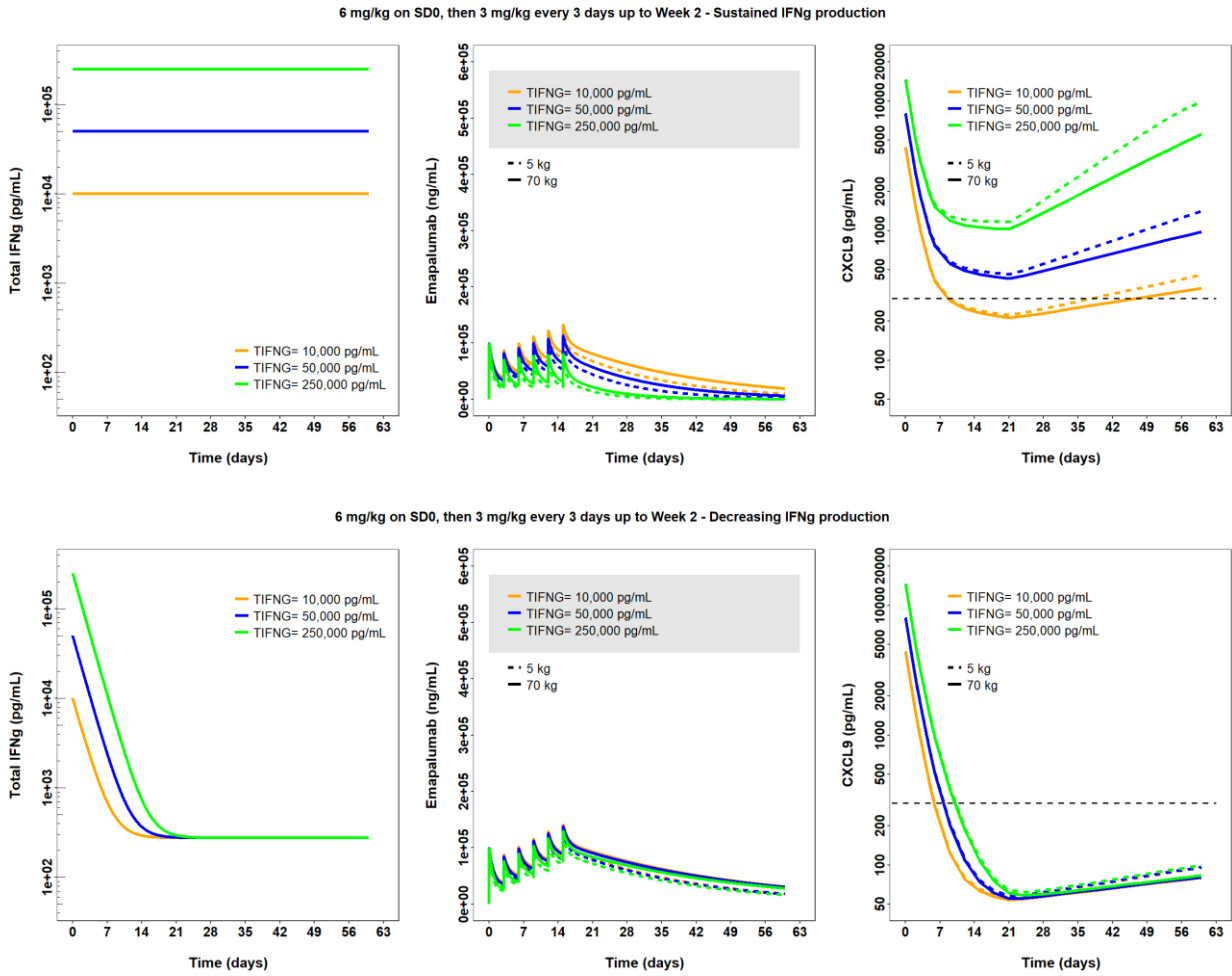 6 mg/kg on SD0, then 3 mg/kg every 3 days up to Week 2 - Sustained IFNg production
Total IFNg (pg/mL)
1e+05
1e+04
1e+03
1e+02
TIFNG= 10,000 pg/mL
TIFNG= 50,000 pg/mL
TIFNG= 250,000 pg/mL
0 7 14 21 28 35 42 49 56 63
Time (days)
Emapalumab (ng/mL)
6e+05
5e+05
4e+05
3e+05
2e+05
1e+05
0e+00
TIFNG= 10,000 pg/mL
TIFNG= 50,000 pg/mL
TIFNG= 250,000 pg/mL
5 kg
70 kg
0 7 14 21 28 35 42 49 56 63
Time (days)
CXCL9 (pg/mL)
20000
10000
5000
2000
1000
500
200
100
50
TIFNG= 10,000 pg/mL
TIFNG= 50,000 pg/mL
TIFNG= 250,000 pg/mL
5 kg
70 kg
0 7 14 21 28 35 42 49 56 63
Time (days)
6 mg/kg on SD0, then 3 mg/kg every 3 days up to Week 2 - Decreasing IFNg production
Total IFNg (pg/mL)
1e+05
1e+04
1e+03
1e+02
TIFNG= 10,000 pg/mL
TIFNG= 50,000 pg/mL
TIFNG= 250,000 pg/mL
0 7 14 21 28 35 42 49 56 63
Time (days)
Emapalumab (ng/mL)
6e+05
5e+05
4e+05
3e+05
2e+05
1e+05
0e+00
TIFNG= 10,000 pg/mL
TIFNG= 50,000 pg/mL
TIFNG= 250,000 pg/mL
5 kg
70 kg
0 7 14 21 28 35 42 49 56 63
Time (days)
CXCL9 (pg/mL)
20000
10000
5000
2000
1000
500
200
100
50
TIFNG= 10,000 pg/mL
TIFNG= 50,000 pg/mL
TIFNG= 250,000 pg/mL
5 kg
70 kg
0 7 14 21 28 35 42 49 56 63
Time (days)